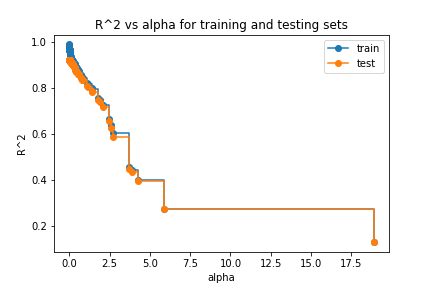 R^2 vs alpha for training and testing sets
train
test
R^2
1.0
0.8
0.6
0.4
0.2
0.0 2.5 5.0 7.5 10.0 12.5 15.0 17.5
alpha